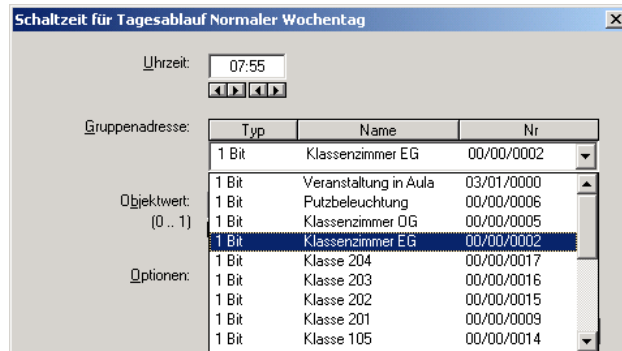 Schaltzeit für Tagesablauf Normaler Wochentag
Uhrzeit: 07:55
Gruppenadresse: Typ Name Nr
1 Bit Klassenzimmer EG 00/00/0002
1 Bit Veranstaltung in Aula 03/01/0000
Objektwert: 1 Bit Putzbeleuchtung 00/00/0006
(0 .. 1) 1 Bit Klassenzimmer OG 00/00/0005
1 Bit Klassenzimmer EG 00/00/0002
1 Bit Klasse 204 00/00/0017
Optionen: 1 Bit Klasse 203 00/00/0016
1 Bit Klasse 202 00/00/0015
1 Bit Klasse 201 00/00/0009
1 Bit Klasse 105 00/00/0014